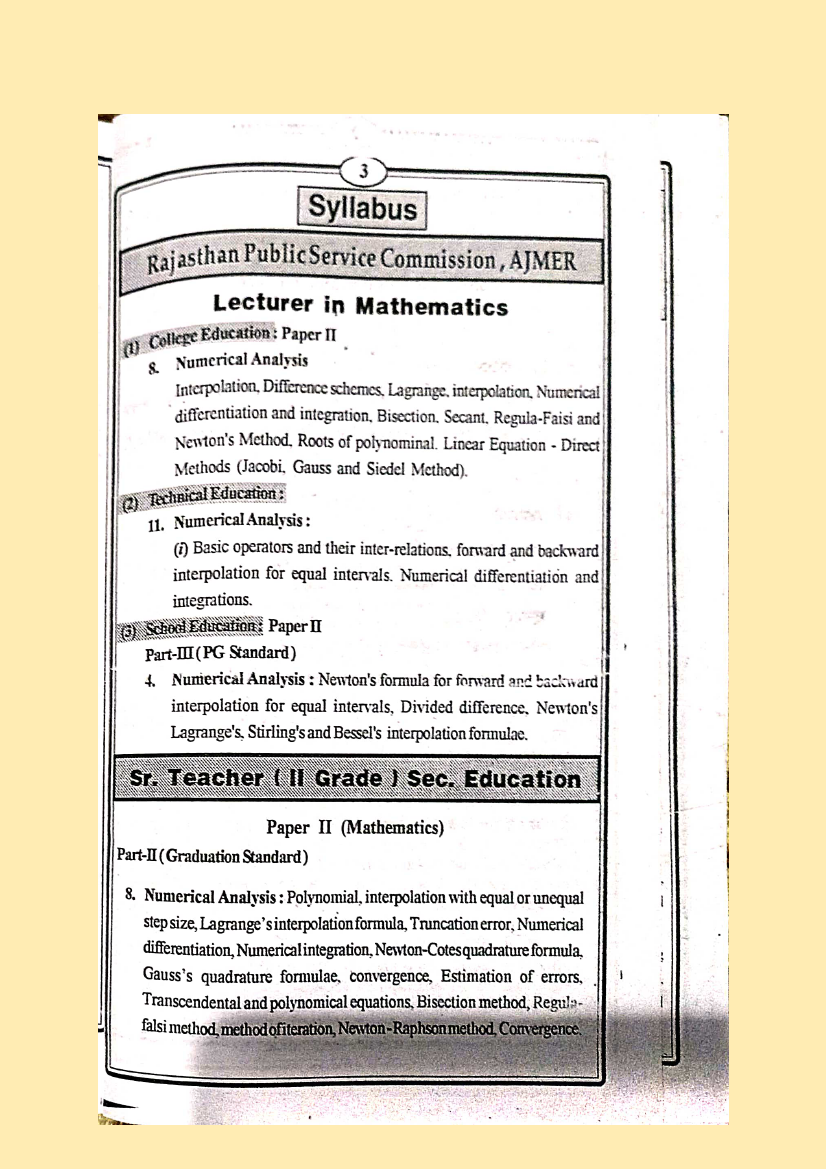 3
Syllabus
Rajasthan Public Service Commission, AJMER
Lecturer in Mathematics
(1) College Education : Paper II
8. Numerical Analysis
Interpolation, Difference schemes, Lagrange, interpolation, Numerical
differentiation and integration, Bisection, Secant, Regula-Faisi and
Newton's Method, Roots of polynominal. Linear Equation - Direct
Methods (Jacobi, Gauss and Siedel Method).
(2) Technical Education :
11. Numerical Analysis :
(i) Basic operators and their inter-relations, forward and backward
interpolation for equal intervals. Numerical differentiation and
integrations.
(3) School Education : Paper II
Part-III (PG Standard)
4. Numerical Analysis : Newton's formula for forward and backward
interpolation for equal intervals, Divided difference, Newton's
Lagrange's, Stirling's and Bessel's interpolation formulae.
Sr. Teacher ( II Grade ) Sec. Education
Paper II (Mathematics)
Part-II (Graduation Standard)
8. Numerical Analysis : Polynomial, interpolation with equal or unequal
step size, Lagrange's interpolation formula, Truncation error, Numerical
differentiation, Numerical integration, Newton-Cotes quadrature formula,
Gauss's quadrature formulae, convergence, Estimation of errors,
Transcendental and polynomical equations, Bisection method, Regula-
falsi method, method of iteration, Newton-Raphson method, Convergence.